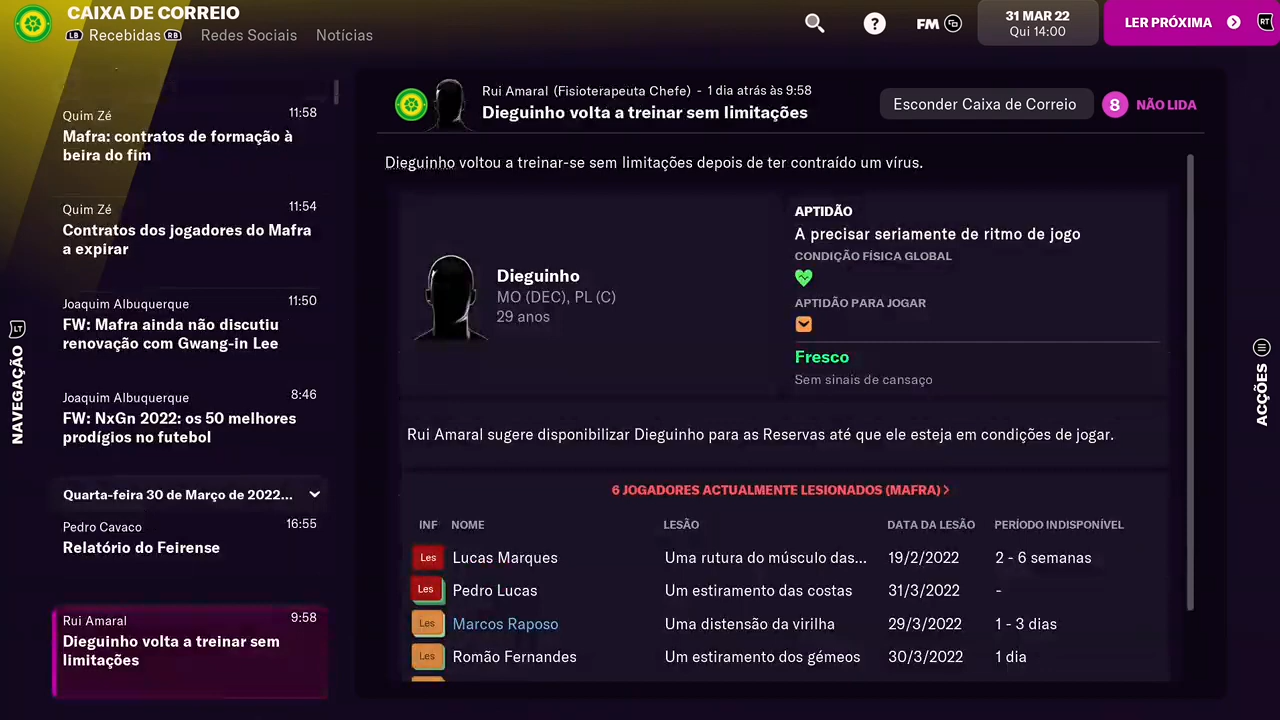 CAIXA DE CORREIO
LB Recebidas RB Redes Sociais Notícias
FM
31 MAR 22
Qui 14:00
LER PRÓXIMA
RT
Quim Zé 11:58
Mafra: contratos de formação à
beira do fim
Quim Zé 11:54
Contratos dos jogadores do Mafra
a expirar
Joaquim Albuquerque 11:50
FW: Mafra ainda não discutiu
renovação com Gwang-in Lee
Joaquim Albuquerque 8:46
FW: NxGn 2022: os 50 melhores
prodígios no futebol
Quarta-feira 30 de Março de 2022...
Pedro Cavaco 16:55
Relatório do Feirense
Rui Amaral 9:58
Dieguinho volta a treinar sem
limitações
LT
NAVEGAÇÃO
Rui Amaral (Fisioterapeuta Chefe) - 1 dia atrás às 9:58
Dieguinho volta a treinar sem limitações
Esconder Caixa de Correio
8 NÃO LIDA
Dieguinho voltou a treinar-se sem limitações depois de ter contraído um vírus.
Dieguinho
MO (DEC), PL (C)
29 anos
APTIDÃO
A precisar seriamente de ritmo de jogo
CONDIÇÃO FÍSICA GLOBAL
APTIDÃO PARA JOGAR
Fresco
Sem sinais de cansaço
Rui Amaral sugere disponibilizar Dieguinho para as Reservas até que ele esteja em condições de jogar.
6 JOGADORES ACTUALMENTE LESIONADOS (MAFRA) >
INF NOME LESÃO DATA DA LESÃO PERÍODO INDISPONÍVEL
Les Lucas Marques Uma rutura do músculo das... 19/2/2022 2 - 6 semanas
Les Pedro Lucas Um estiramento das costas 31/3/2022 -
Les Marcos Raposo Uma distensão da virilha 29/3/2022 1 - 3 dias
Les Romão Fernandes Um estiramento dos gémeos 30/3/2022 1 dia
ACÇÕES